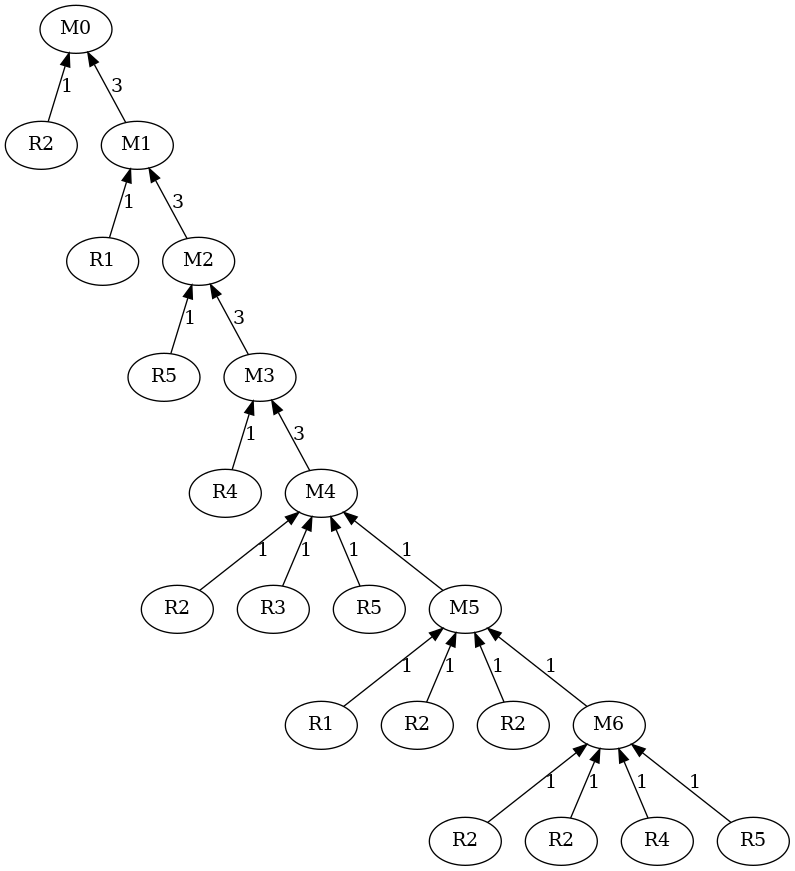 M0
1 3
R2 M1
1 3
R1 M2
1 3
R5 M3
1 3
R4 M4
1 1 1 1
R2 R3 R5 M5
1 1 1 1
R1 R2 R2 M6
1 1 1 1
R2 R2 R4 R5